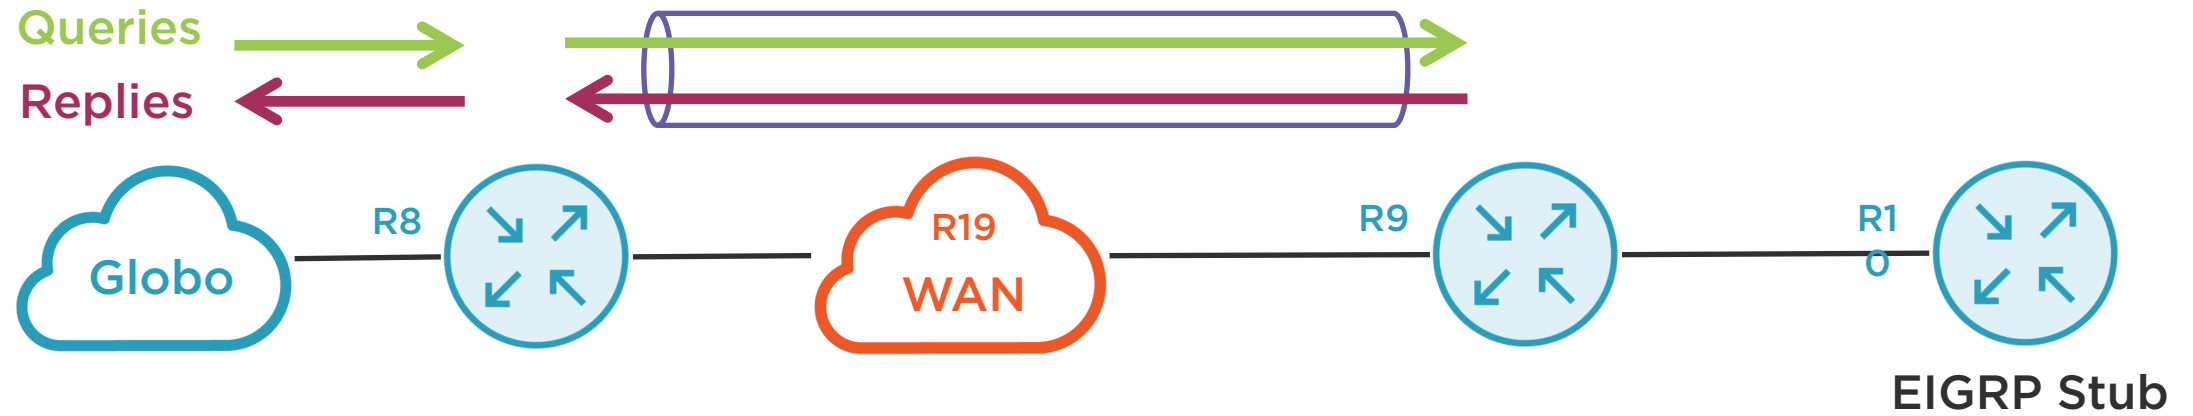 Queries
Replies
R8
R19
R9
R1
0
Globo
WAN
EIGRP Stub